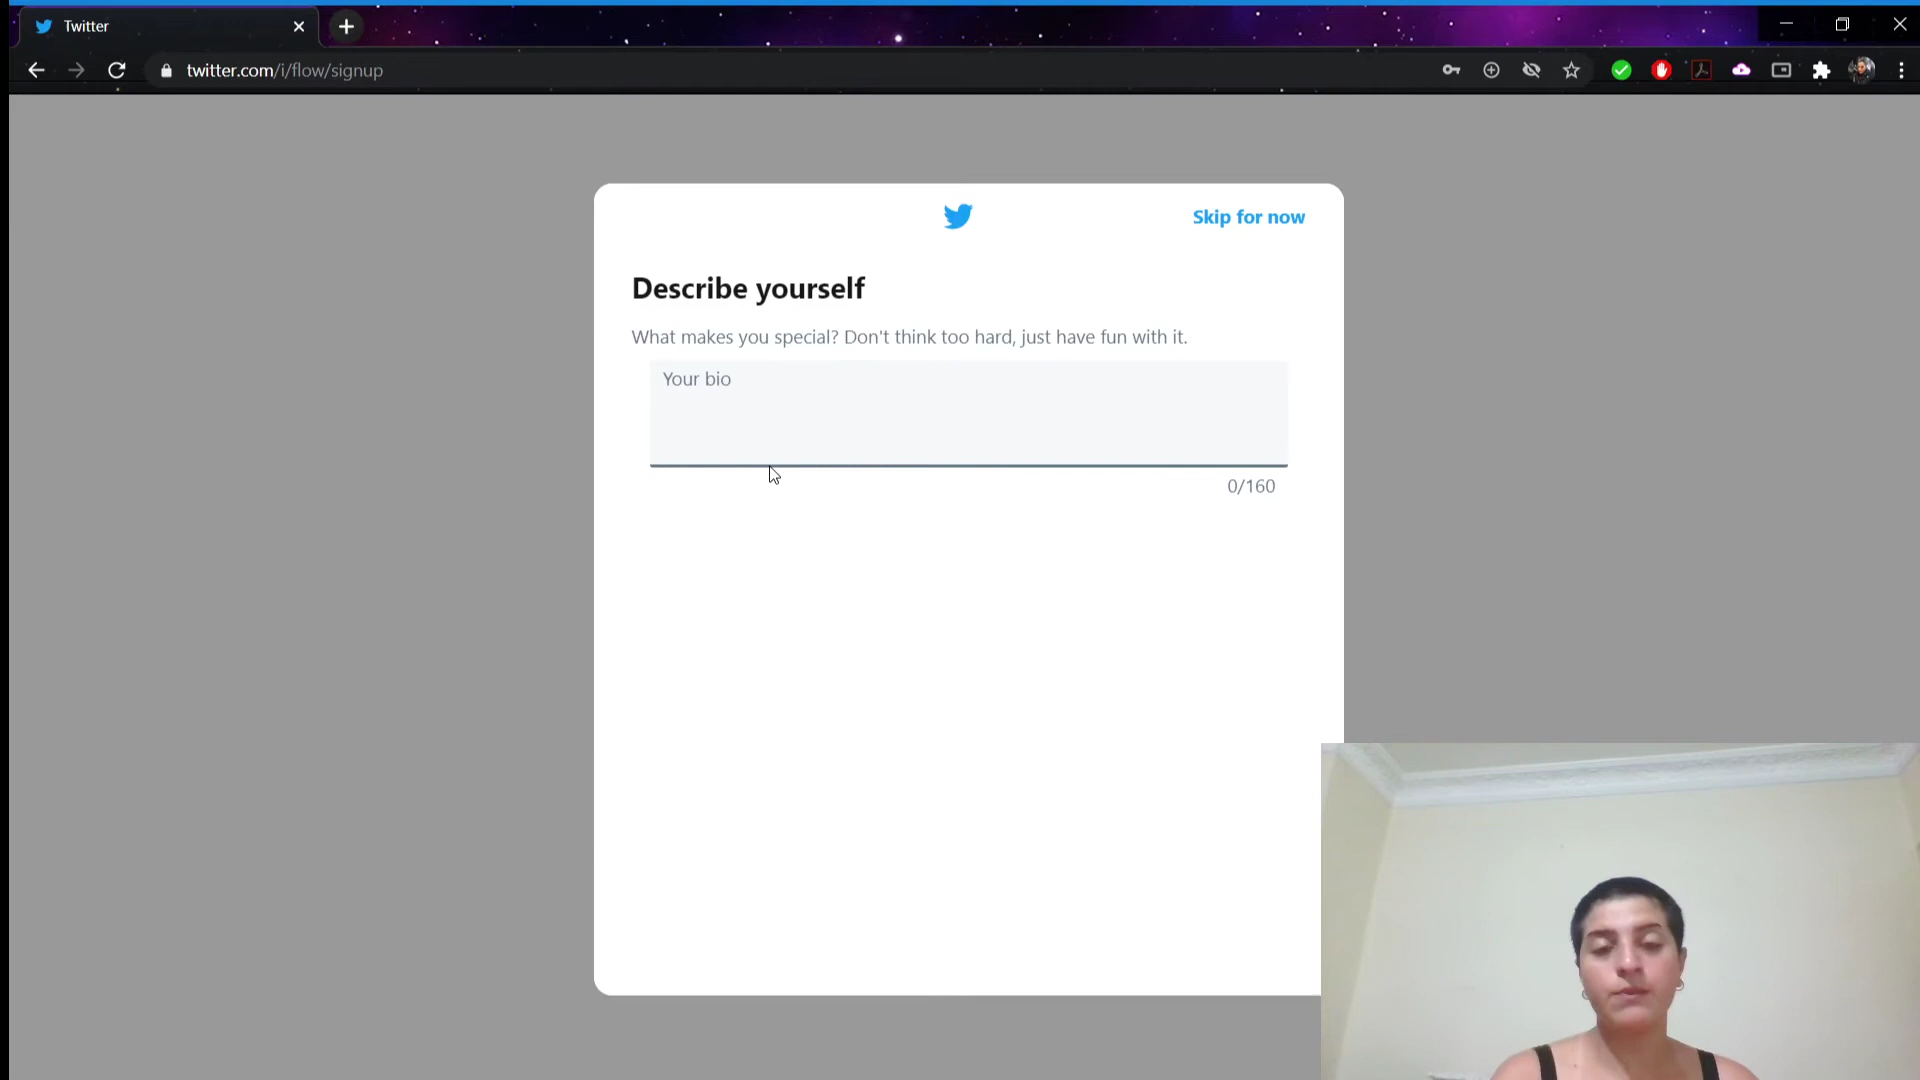 Twitter
twitter.com/i/flow/signup
Skip for now
Describe yourself
What makes you special? Don't think too hard, just have fun with it.
Your bio
0/160